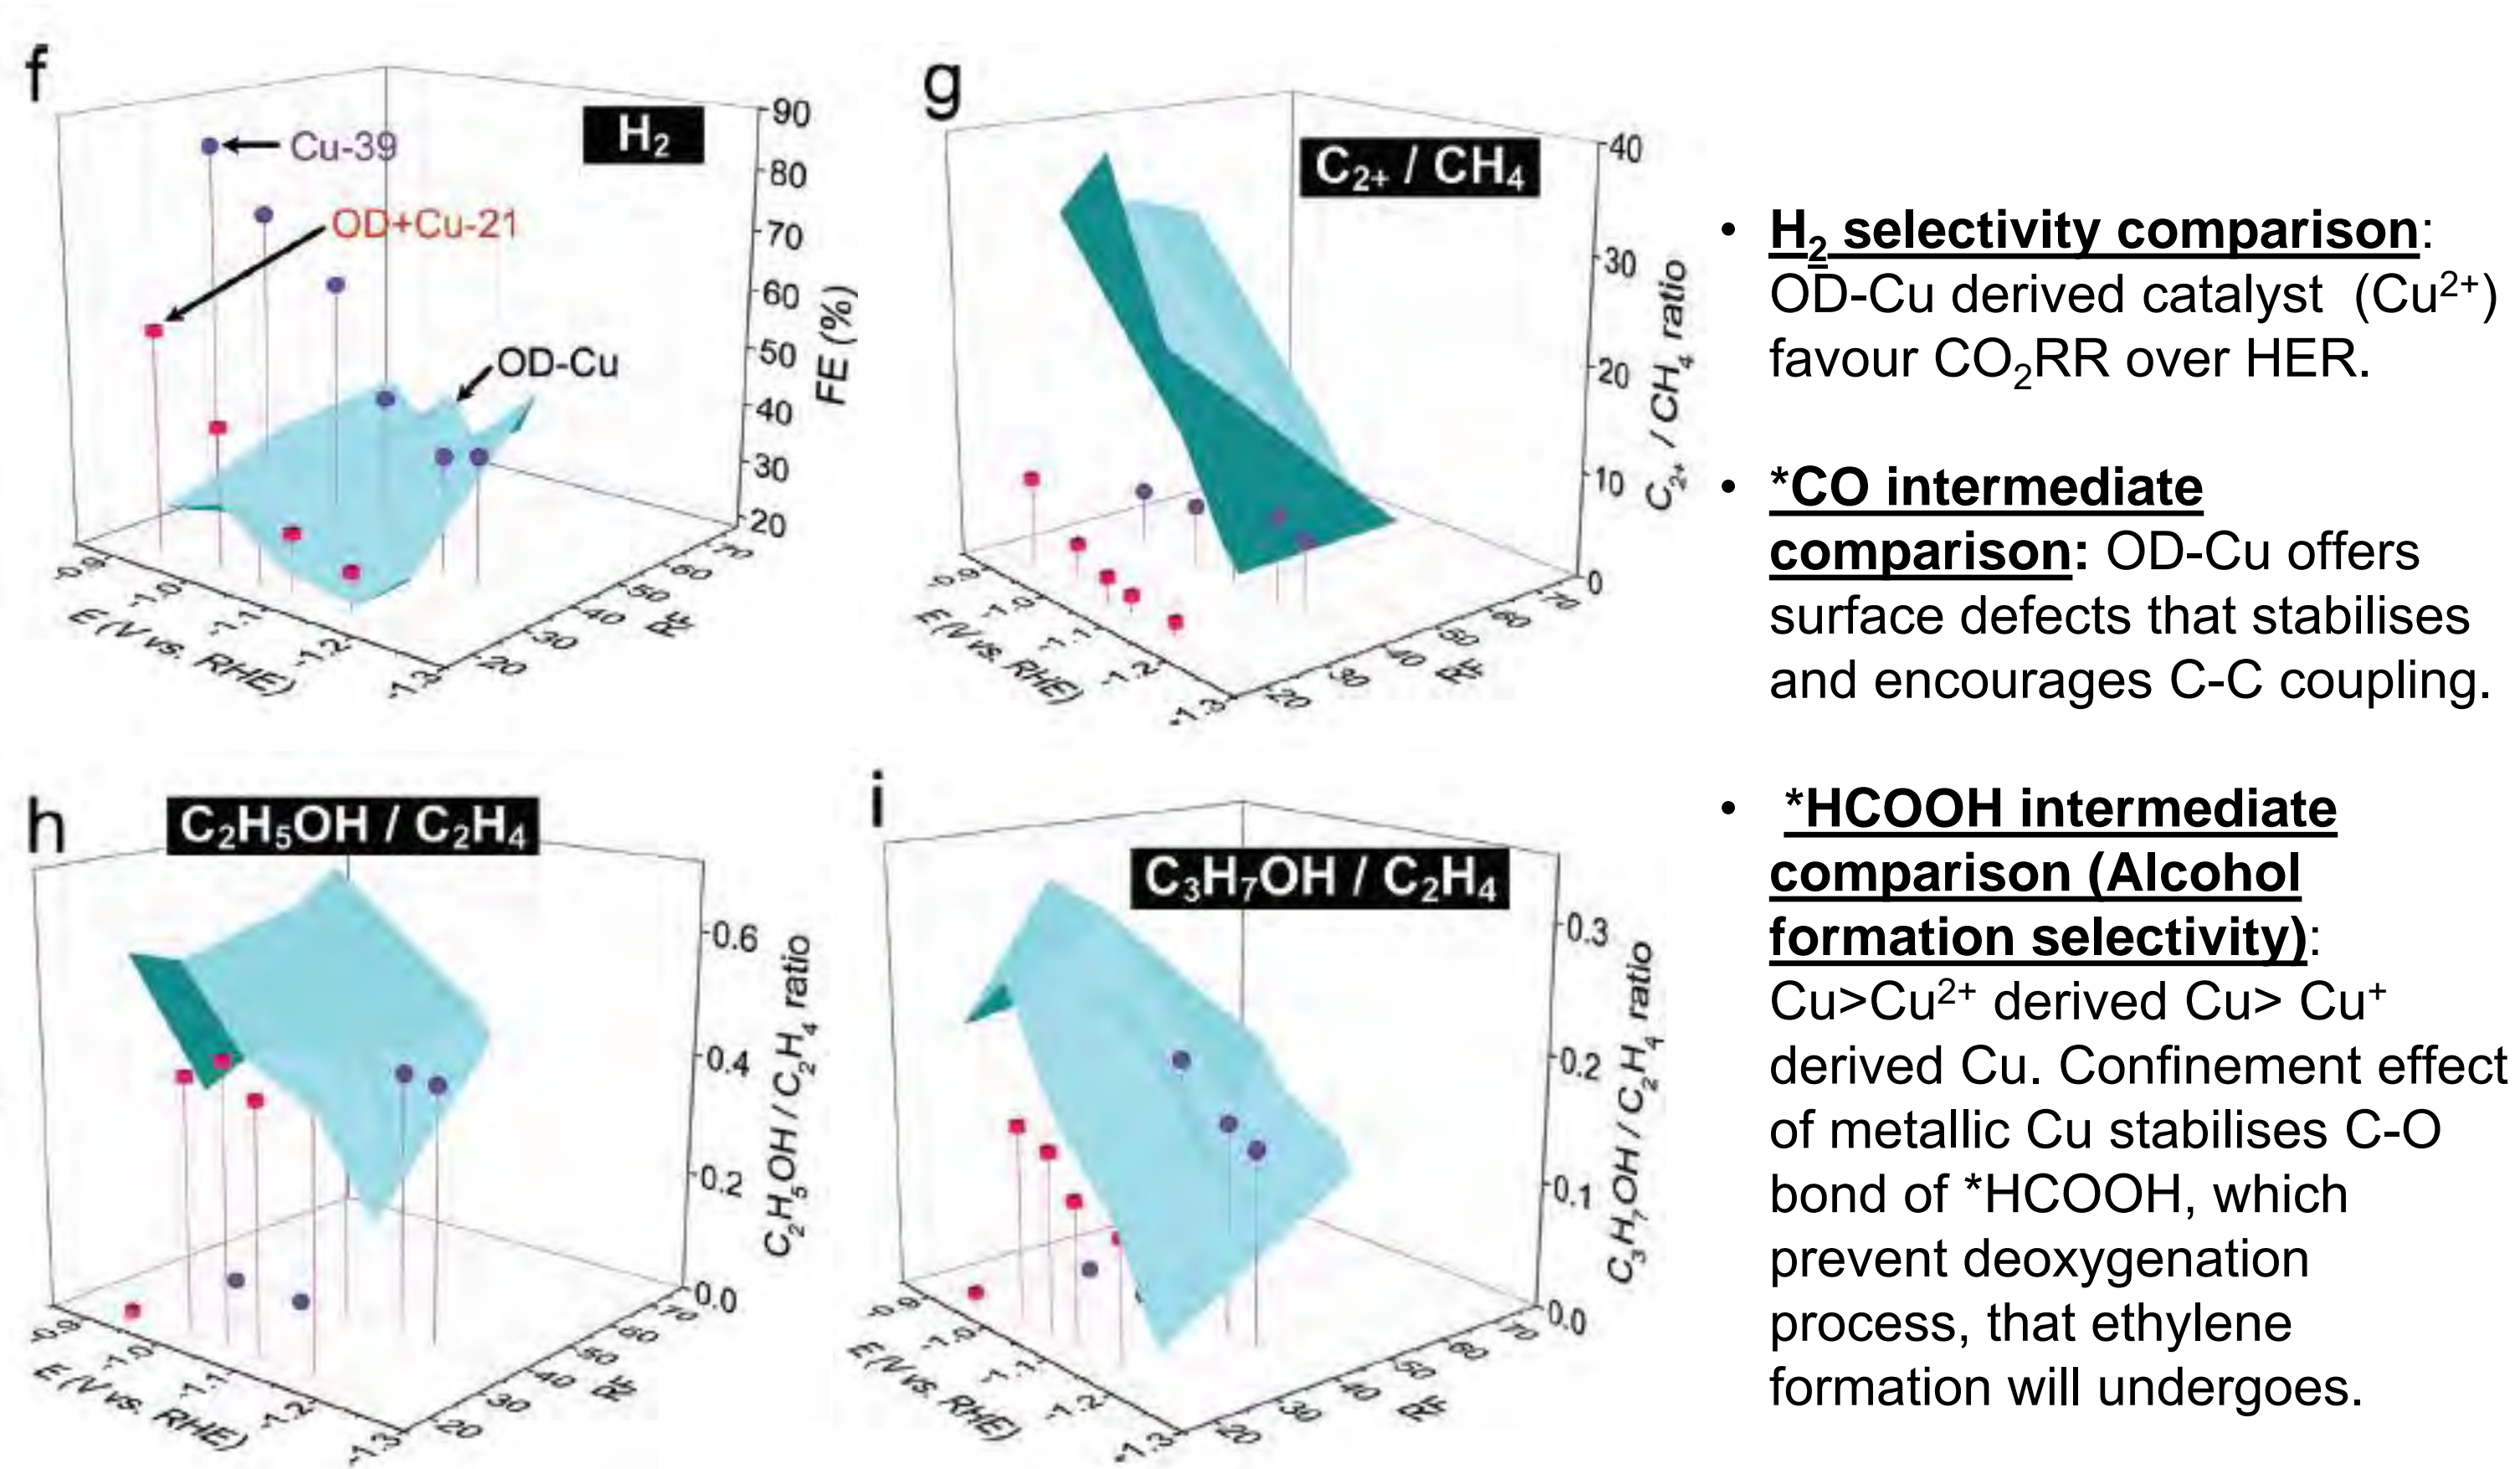 f
H₂
Cu-39
OD+Cu-21
OD-Cu
90
80
70
60
50
40
30
20
FE (%)
-0.9
-1.0
-1.1
-1.2
-1.3
E (V vs. RHE)
20
30
40
50
60
70
RF
g
C₂₊ / CH₄
40
30
20
10
0
C₂₊ / CH₄ ratio
-0.9
-1.0
-1.1
-1.2
-1.3
E (V vs. RHE)
20
30
40
50
60
70
RF
h
C₂H₅OH / C₂H₄
0.6
0.4
0.2
0.0
C₂H₅OH / C₂H₄ ratio
-0.9
-1.0
-1.1
-1.2
-1.3
E (V vs. RHE)
20
30
40
50
60
70
RF
i
C₃H₇OH / C₂H₄
0.3
0.2
0.1
0.0
C₃H₇OH / C₂H₄ ratio
-0.9
-1.0
-1.1
-1.2
-1.3
E (V vs. RHE)
20
30
40
50
60
70
RF
• H₂ selectivity comparison:
OD-Cu derived catalyst (Cu²⁺)
favour CO₂RR over HER.
• *CO intermediate
comparison: OD-Cu offers
surface defects that stabilises
and encourages C-C coupling.
• *HCOOH intermediate
comparison (Alcohol
formation selectivity):
Cu>Cu²⁺ derived Cu> Cu⁺
derived Cu. Confinement effect
of metallic Cu stabilises C-O
bond of *HCOOH, which
prevent deoxygenation
process, that ethylene
formation will undergoes.